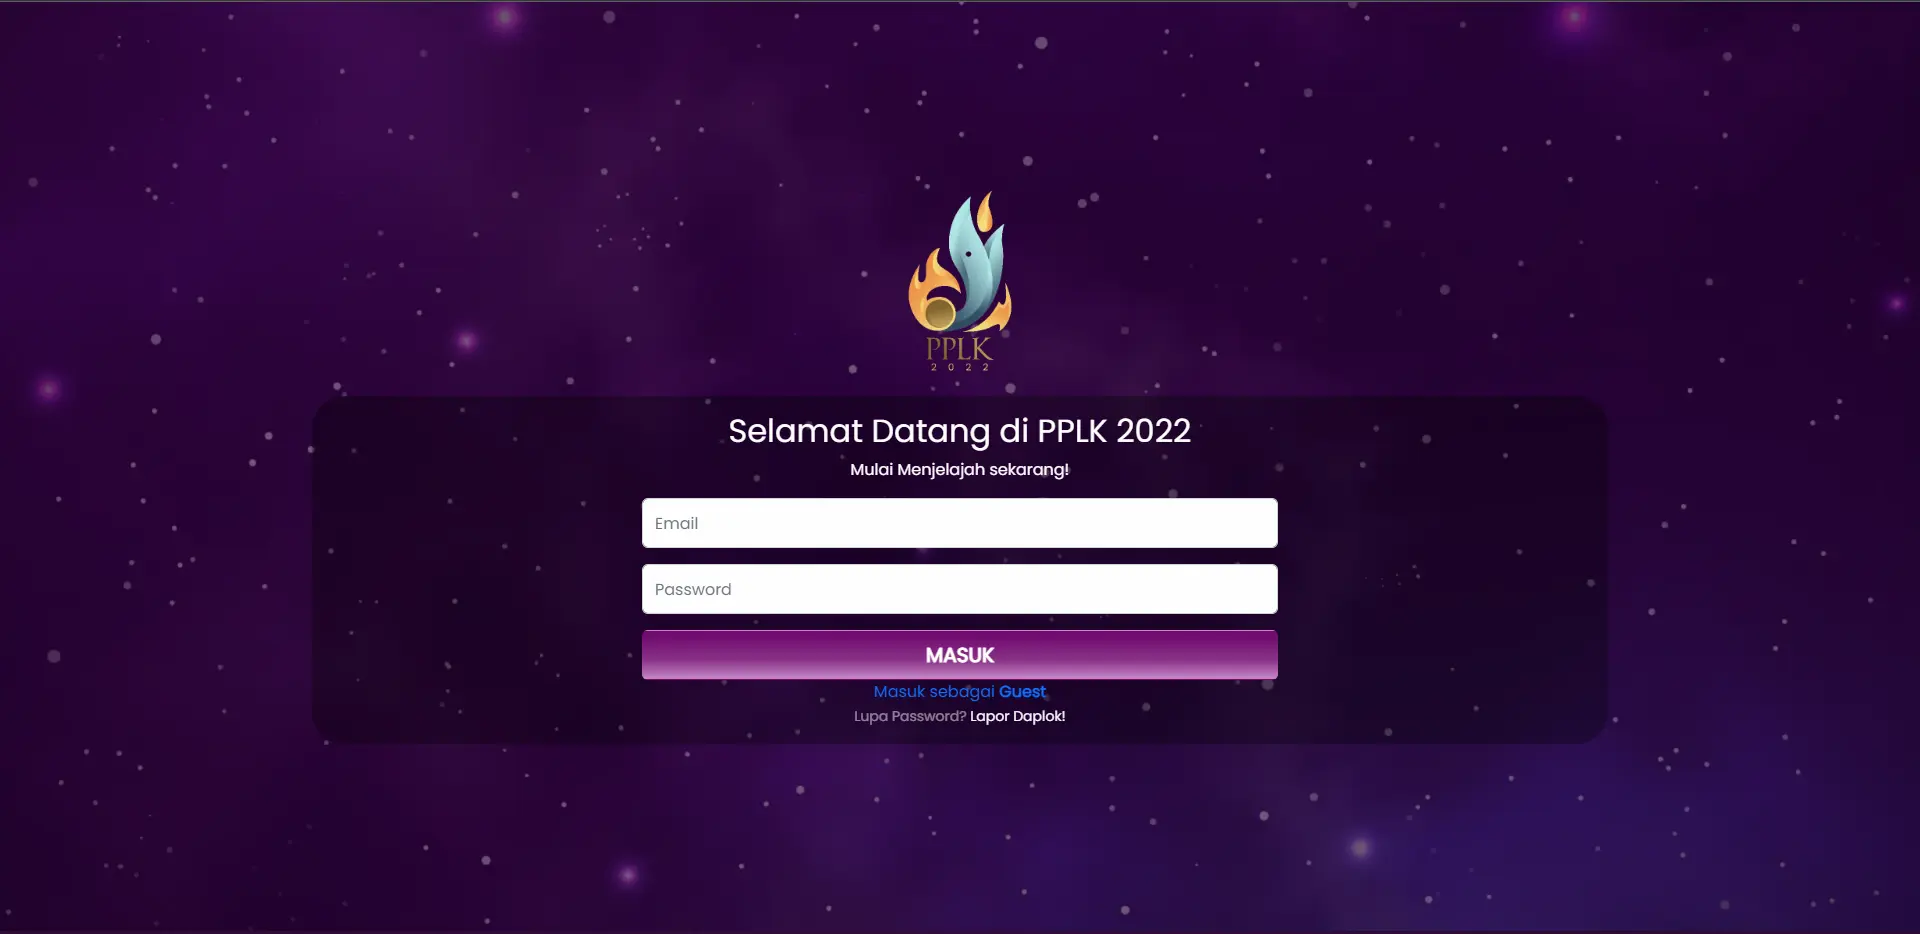 PPLK
2022
Selamat Datang di PPLK 2022
Mulai Menjelajah sekarang!
Email
Password
MASUK
Masuk sebagai Guest
Lupa Password? Lapor Daplok!